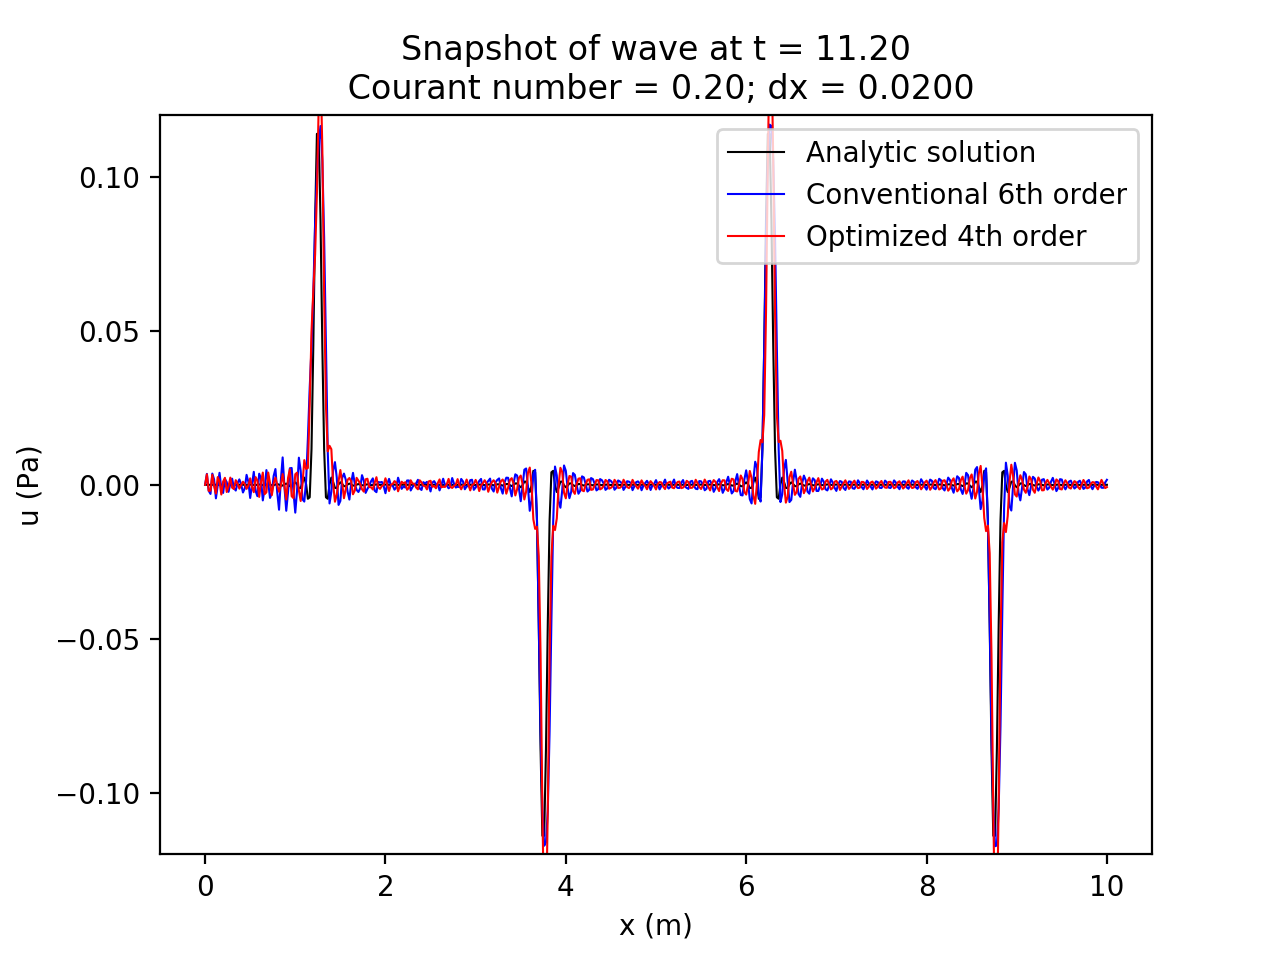 Snapshot of wave at t = 11.20
Courant number = 0.20; dx = 0.0200
Analytic solution
Conventional 6th order
Optimized 4th order
0.10
0.05
0.00
−0.05
−0.10
u (Pa)
0 2 4 6 8 10
x (m)